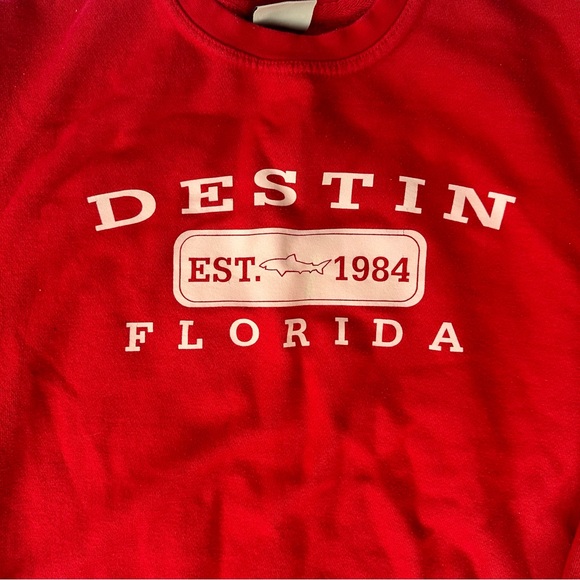 DESTIN
EST. 1984
FLORIDA